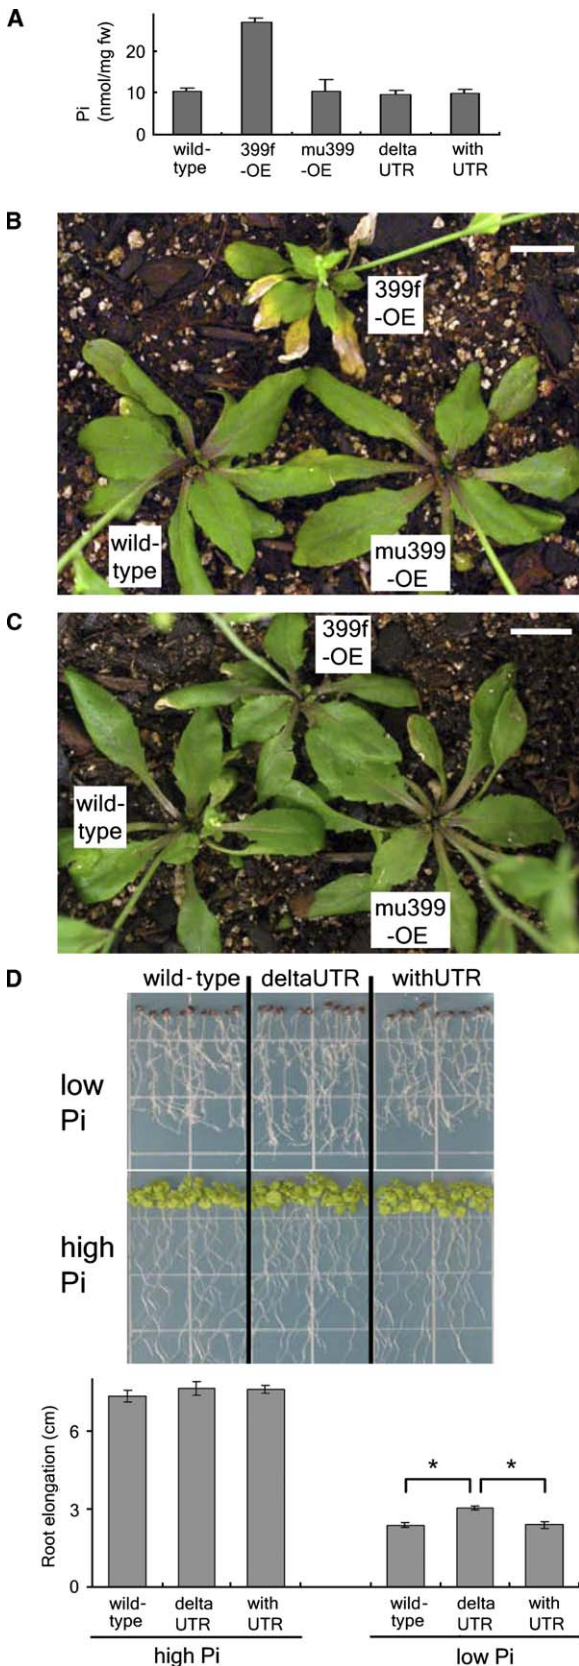 A
Pi
(nmol/mg fw)
20
10
0
wild-
type
399f
-OE
mu399
-OE
delta
UTR
with
UTR
B
399f
-OE
wild-
type
mu399
-OE
C
399f
-OE
wild-
type
mu399
-OE
D
wild-type
deltaUTR
withUTR
low
Pi
high
Pi
Root elongation (cm)
6
3
0
*
*
wild-
type
delta
UTR
with
UTR
wild-
type
delta
UTR
with
UTR
high Pi
low Pi